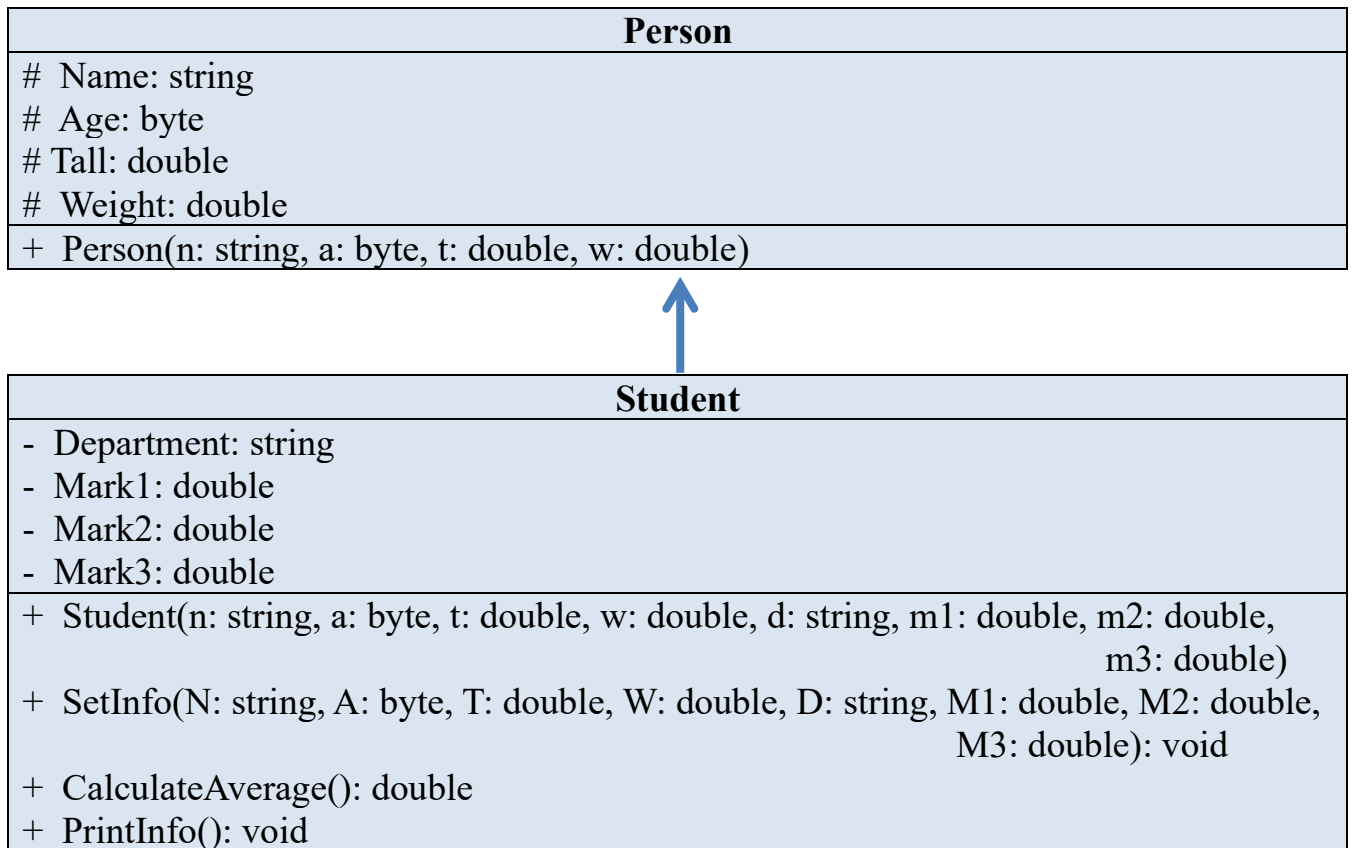 Person
# Name: string
# Age: byte
# Tall: double
# Weight: double
+ Person(n: string, a: byte, t: double, w: double)
Student
- Department: string
- Mark1: double
- Mark2: double
- Mark3: double
+ Student(n: string, a: byte, t: double, w: double, d: string, m1: double, m2: double,
m3: double)
+ SetInfo(N: string, A: byte, T: double, W: double, D: string, M1: double, M2: double,
M3: double): void
+ CalculateAverage(): double
+ PrintInfo(): void